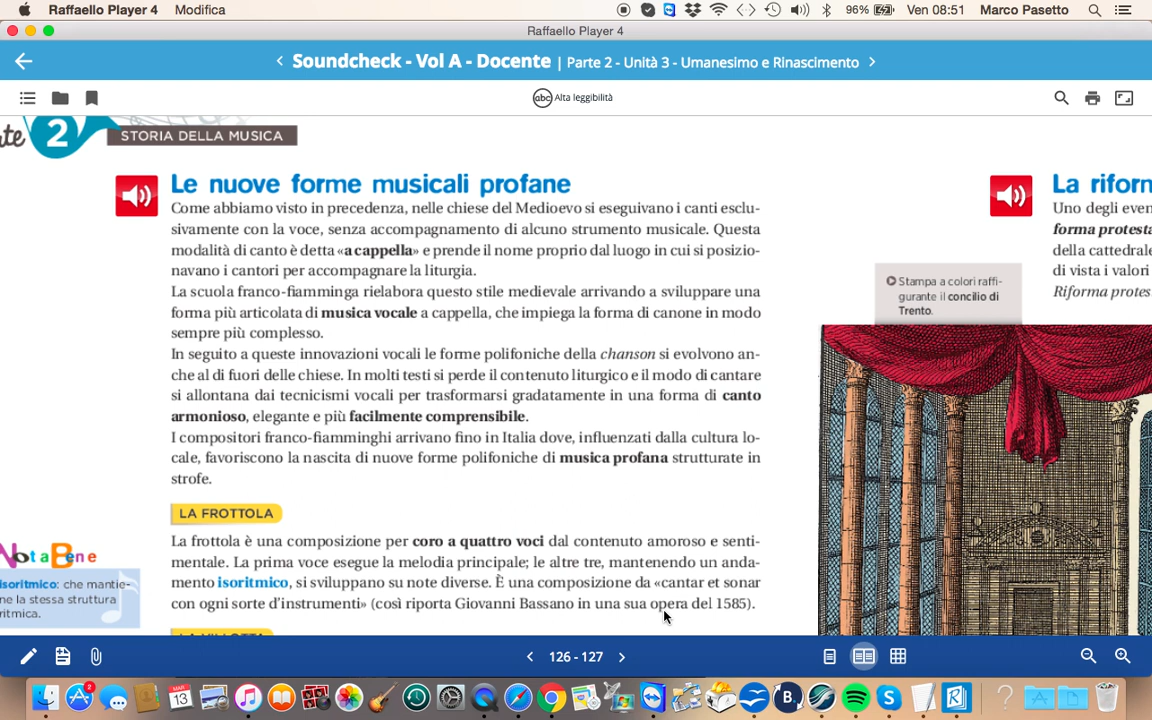 Raffaello Player 4 Modifica 96% Ven 08:51 Marco Pasetto
Raffaello Player 4
Soundcheck - Vol A - Docente | Parte 2 - Unità 3 - Umanesimo e Rinascimento
abc Alta leggibilità
te 2 STORIA DELLA MUSICA
Le nuove forme musicali profane
Come abbiamo visto in precedenza, nelle chiese del Medioevo si eseguivano i canti esclu-
sivamente con la voce, senza accompagnamento di alcuno strumento musicale. Questa
modalità di canto è detta «a cappella» e prende il nome proprio dal luogo in cui si posizio-
navano i cantori per accompagnare la liturgia.
La scuola franco-fiamminga rielabora questo stile medievale arrivando a sviluppare una
forma più articolata di musica vocale a cappella, che impiega la forma di canone in modo
sempre più complesso.
In seguito a queste innovazioni vocali le forme polifoniche della chanson si evolvono an-
che al di fuori delle chiese. In molti testi si perde il contenuto liturgico e il modo di cantare
si allontana dai tecnicismi vocali per trasformarsi gradatamente in una forma di canto
armonioso, elegante e più facilmente comprensibile.
I compositori franco-fiamminghi arrivano fino in Italia dove, influenzati dalla cultura lo-
cale, favoriscono la nascita di nuove forme polifoniche di musica profana strutturate in
strofe.
LA FROTTOLA
La frottola è una composizione per coro a quattro voci dal contenuto amoroso e senti-
mentale. La prima voce esegue la melodia principale; le altre tre, mantenendo un anda-
mento isoritmico, si sviluppano su note diverse. È una composizione da «cantar et sonar
con ogni sorte d'instrumenti» (così riporta Giovanni Bassano in una sua opera del 1585).
LA VILLOTTA
Nota Bene
isoritmico: che mantie-
ne la stessa struttura
ritmica.
La riforn
Uno degli even
forma protesta
della cattedrale
di vista i valori
Riforma protes
Stampa a colori raffi-
gurante il concilio di
Trento.
126 - 127
2 MAR 13